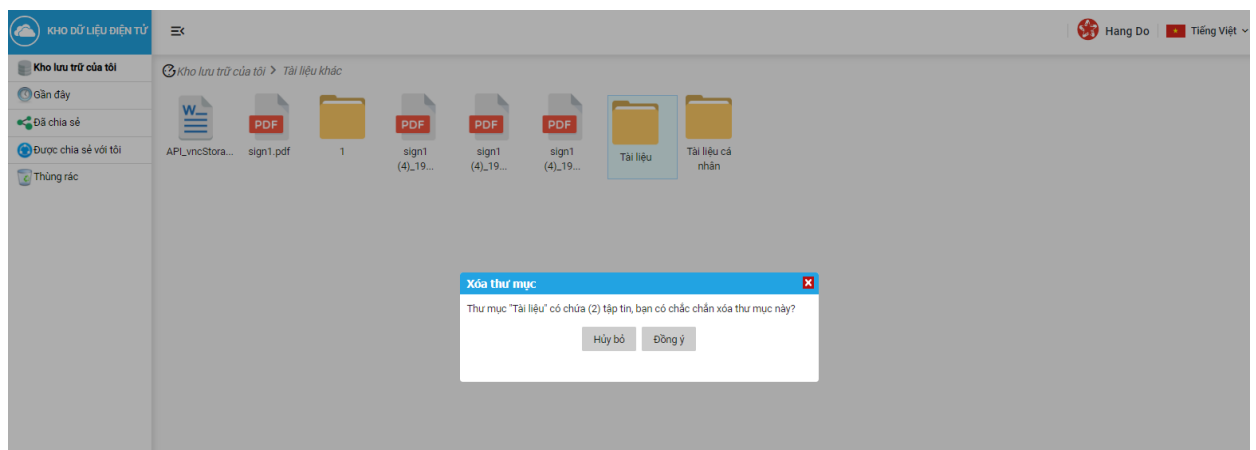 KHO DỮ LIỆU ĐIỆN TỬ
Hang Do
Tiếng Việt
Kho lưu trữ của tôi
Gần đây
Đã chia sẻ
Được chia sẻ với tôi
Thùng rác
Kho lưu trữ của tôi > Tài liệu khác
W
API_vncStora...
PDF
sign1.pdf
1
PDF
sign1
(4)_19...
PDF
sign1
(4)_19...
PDF
sign1
(4)_19...
Tài liệu
Tài liệu cá
nhân
Xóa thư mục
Thư mục "Tài liệu" có chứa (2) tập tin, bạn có chắc chắn xóa thư mục này?
Hủy bỏ
Đồng ý